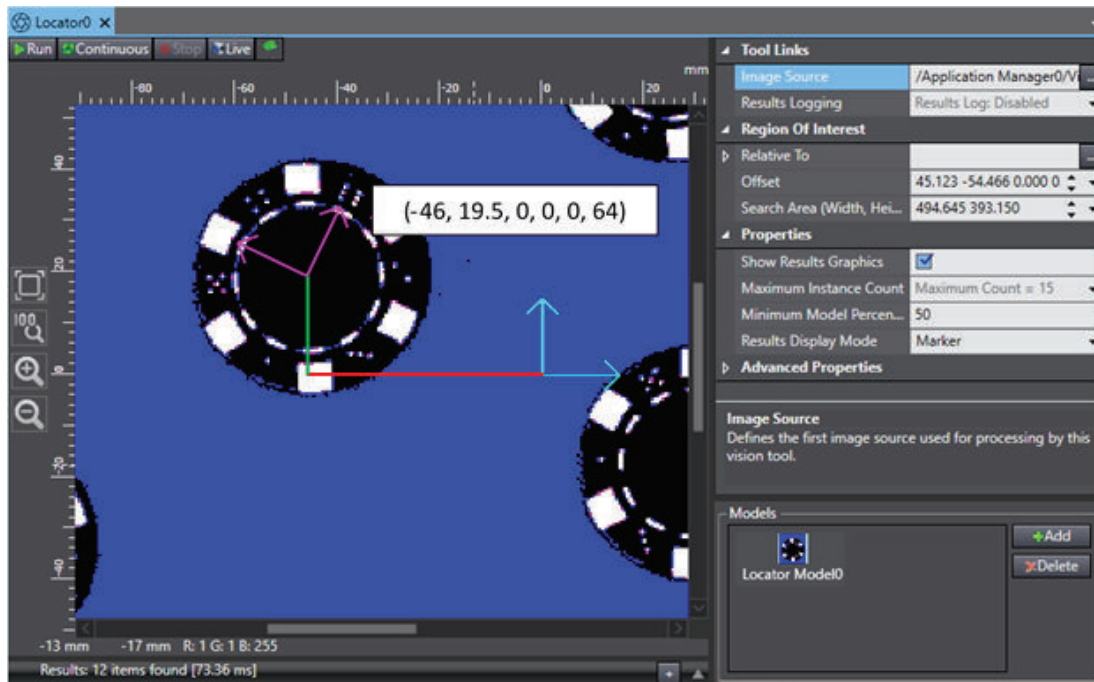 Locator0
Run Continuous Stop Live
mm
-80 -60 -40 -20 0 20
40
20
0
-20
-40
(-46, 19.5, 0, 0, 0, 64)
100
-13 mm -17 mm R: 1 G: 1 B: 255
Results: 12 items found [73.36 ms]
Tool Links
Image Source /Application Manager0/Vi ...
Results Logging Results Log: Disabled
Region Of Interest
Relative To ...
Offset 45.123 -54.466 0.000 0
Search Area (Width, Hei... 494.645 393.150
Properties
Show Results Graphics
Maximum Instance Count Maximum Count = 15
Minimum Model Percen... 50
Results Display Mode Marker
Advanced Properties
Image Source
Defines the first image source used for processing by this
vision tool.
Models
Locator Model0
Add
Delete